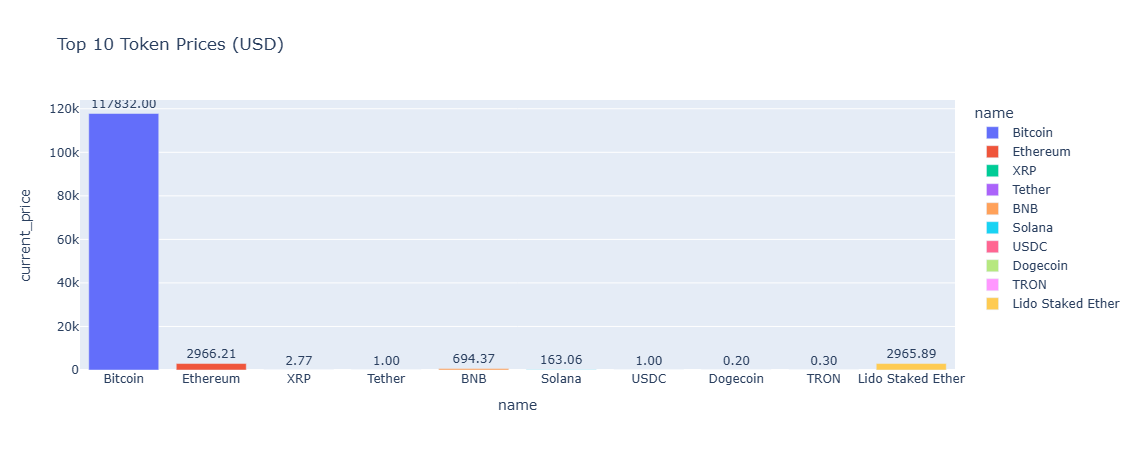 Top 10 Token Prices (USD)
117832.00
120k
100k
80k
60k
40k
20k
0
current_price
2966.21
2.77
1.00
694.37
163.06
1.00
0.20
0.30
2965.89
Bitcoin
Ethereum
XRP
Tether
BNB
Solana
USDC
Dogecoin
TRON
Lido Staked Ether
name
name
Bitcoin
Ethereum
XRP
Tether
BNB
Solana
USDC
Dogecoin
TRON
Lido Staked Ether